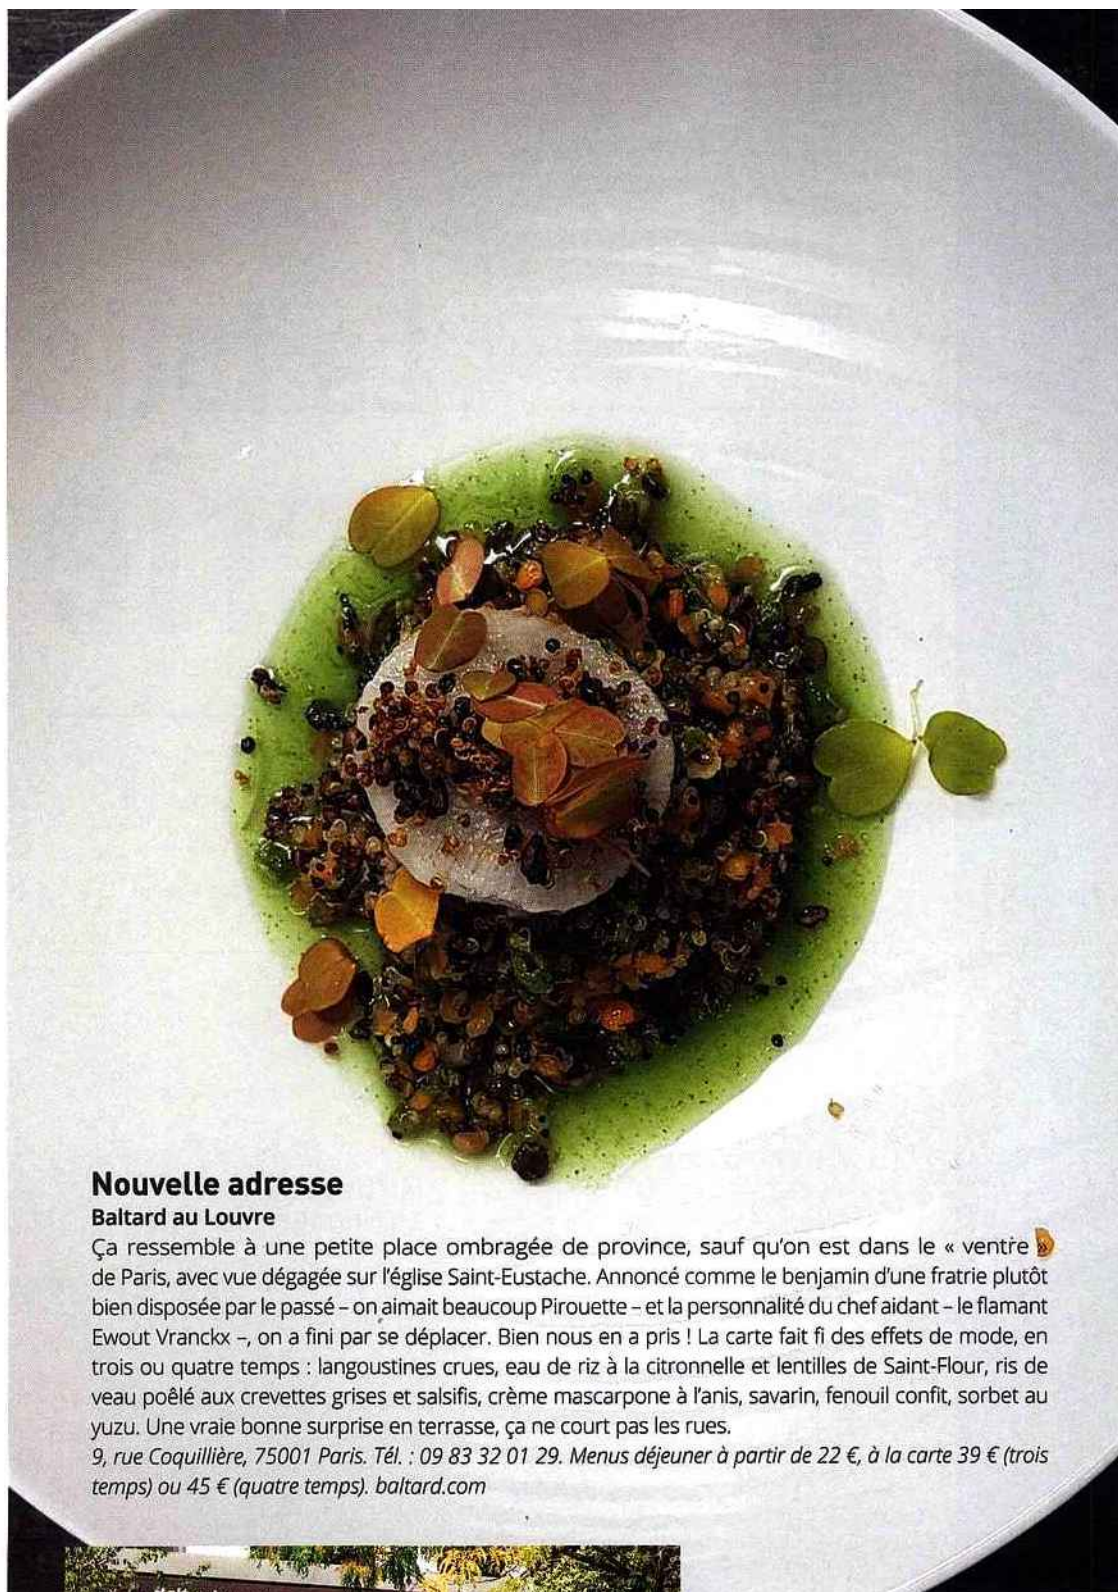 Nouvelle adresse
Baltard au Louvre
Ça ressemble à une petite place ombragée de province, sauf qu'on est dans le « ventre »
de Paris, avec vue dégagée sur l'église Saint-Eustache. Annoncé comme le benjamin d'une fratrie plutôt
bien disposée par le passé – on aimait beaucoup Pirouette – et la personnalité du chef aidant – le flamant
Ewout Vranckx –, on a fini par se déplacer. Bien nous en a pris ! La carte fait fi des effets de mode, en
trois ou quatre temps : langoustines crues, eau de riz à la citronnelle et lentilles de Saint-Flour, ris de
veau poêlé aux crevettes grises et salsifis, crème mascarpone à l'anis, savarin, fenouil confit, sorbet au
yuzu. Une vraie bonne surprise en terrasse, ça ne court pas les rues.
9, rue Coquillière, 75001 Paris. Tél. : 09 83 32 01 29. Menus déjeuner à partir de 22 €, à la carte 39 € (trois
temps) ou 45 € (quatre temps). baltard.com